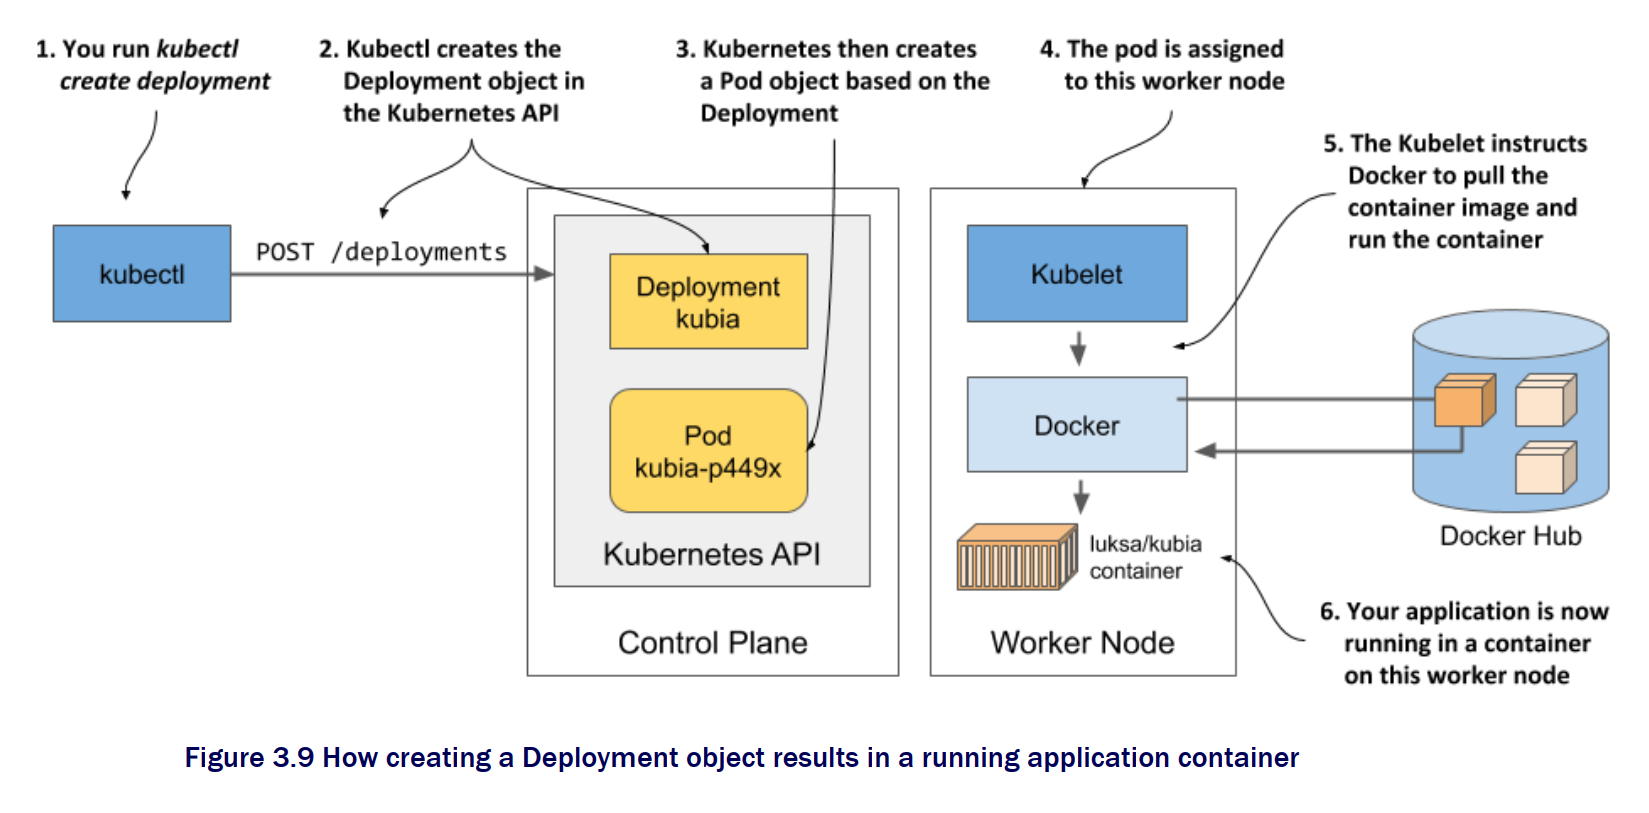 1. You run kubectl
create deployment
2. Kubectl creates the
Deployment object in
the Kubernetes API
3. Kubernetes then creates
a Pod object based on the
Deployment
4. The pod is assigned
to this worker node
5. The Kubelet instructs
Docker to pull the
container image and
run the container
kubectl
POST /deployments
Deployment
kubia
Pod
kubia-p449x
Kubernetes API
Control Plane
Kubelet
Docker
luksa/kubia
container
Worker Node
Docker Hub
6. Your application is now
running in a container
on this worker node
Figure 3.9 How creating a Deployment object results in a running application container